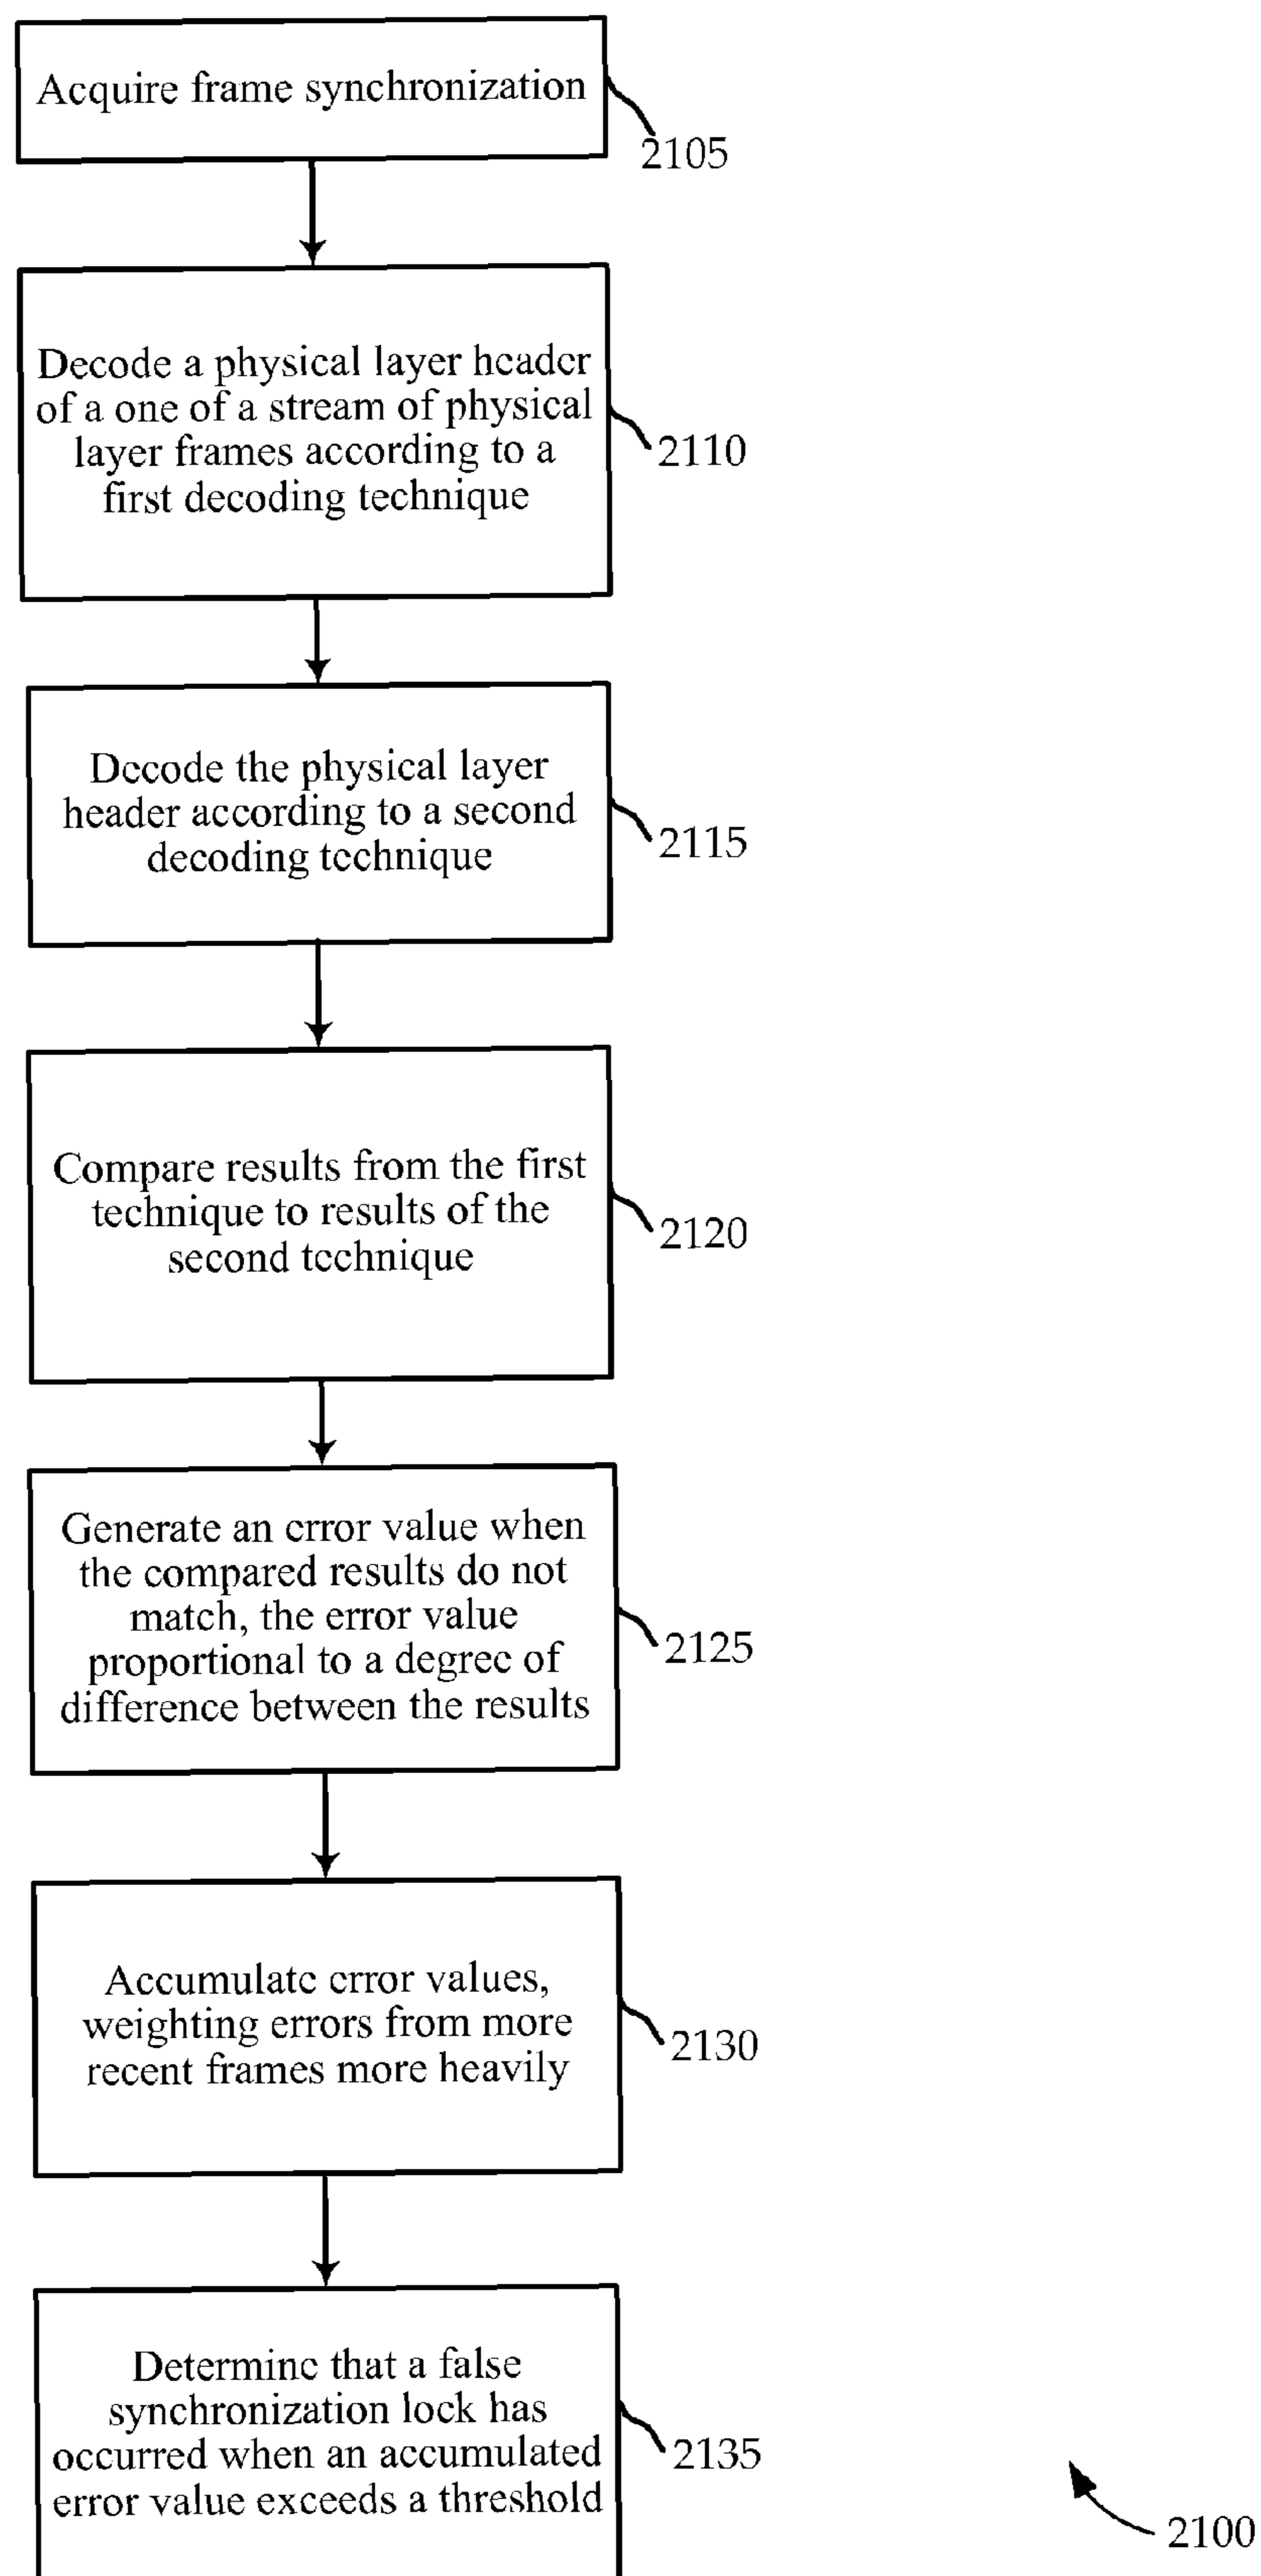 Acquire frame synchronization
2105
Decode a physical layer header
of a one of a stream of physical
layer frames according to a
first decoding technique
2110
Decode the physical layer
header according to a second
decoding technique
2115
Compare results from the first
technique to results of the
second technique
2120
Generate an error value when
the compared results do not
match, the error value
proportional to a degree of
difference between the results
2125
Accumulate error values,
weighting errors from more
recent frames more heavily
2130
Determine that a false
synchronization lock has
occurred when an accumulated
error value exceeds a threshold
2135
2100